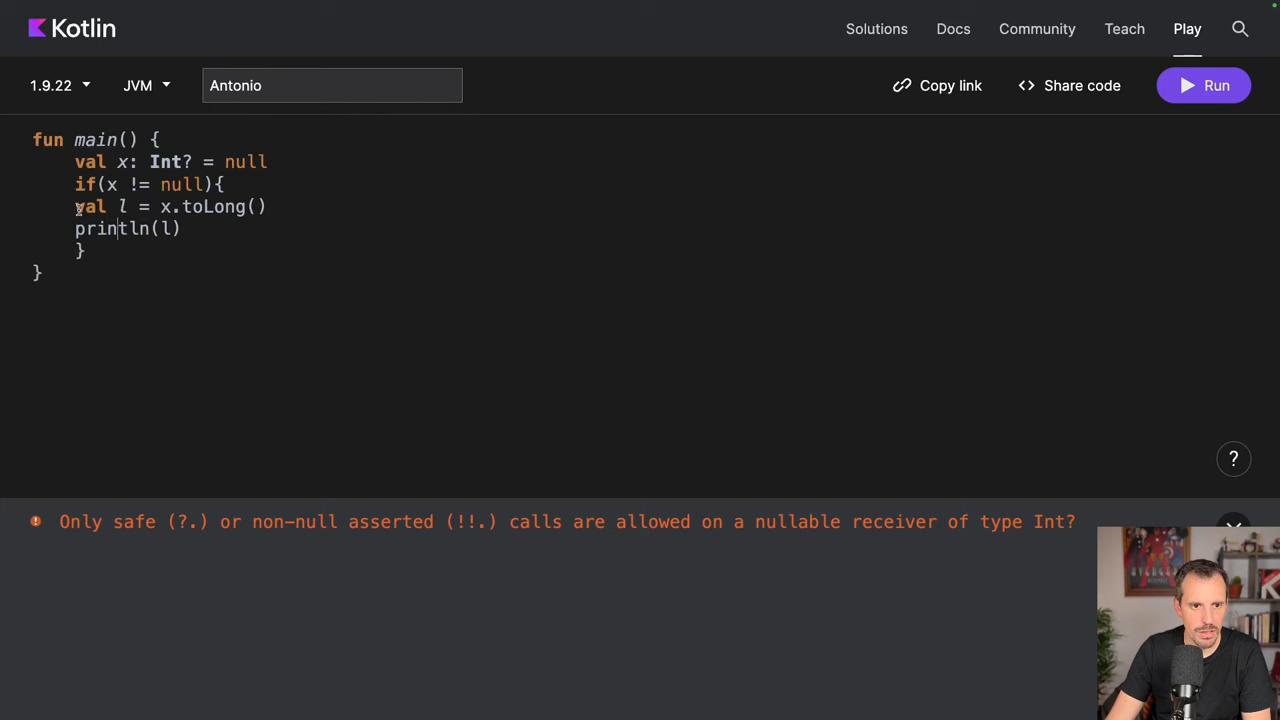 Kotlin
Solutions Docs Community Teach Play
1.9.22 JVM Antonio Copy link Share code Run
fun main() {
    val x: Int? = null
    if(x != null){
    val l = x.toLong()
    println(l)
    }
}
?
Only safe (?.) or non-null asserted (!!.) calls are allowed on a nullable receiver of type Int?